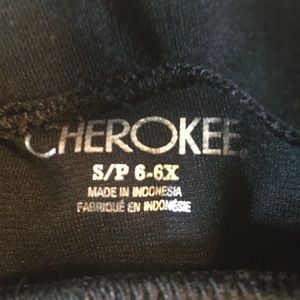 CHEROKEE
S/P 6-6X
MADE IN INDONESIA
FABRIQUÉ EN INDONÉSIE